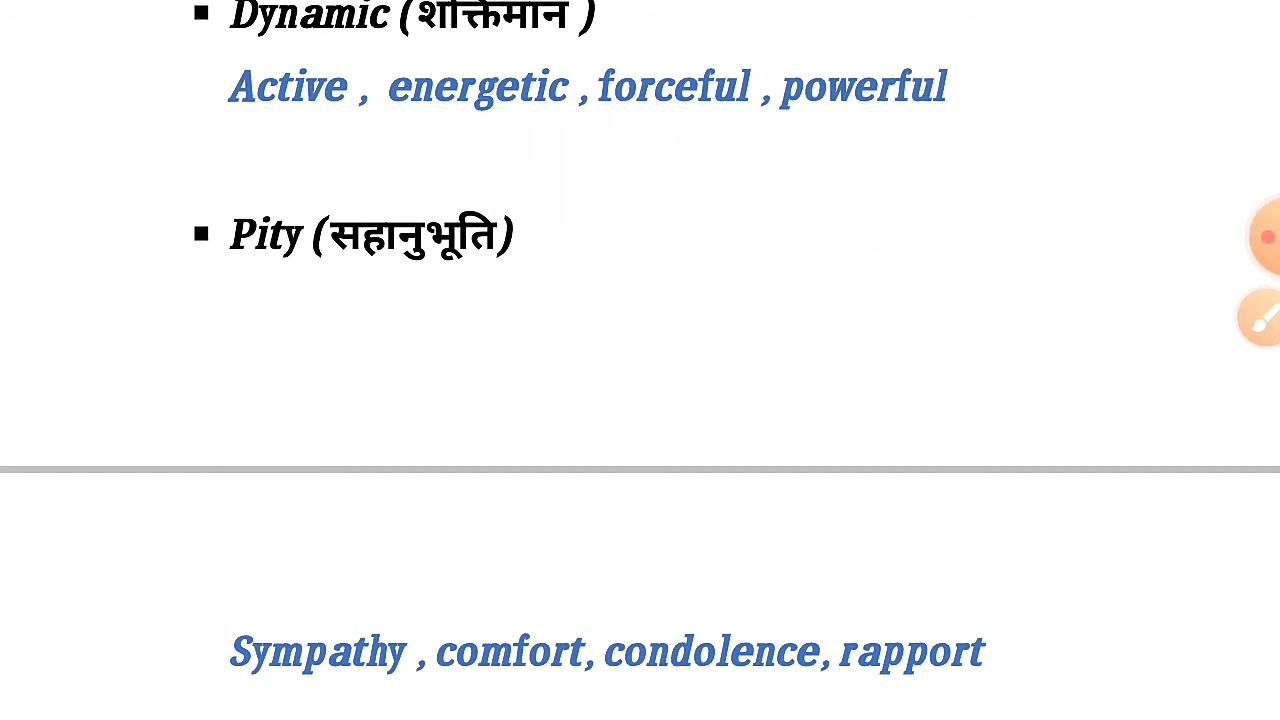 ▪ Dynamic (शक्तिमान )
Active , energetic , forceful , powerful
▪ Pity (सहानुभूति)
Sympathy , comfort, condolence, rapport